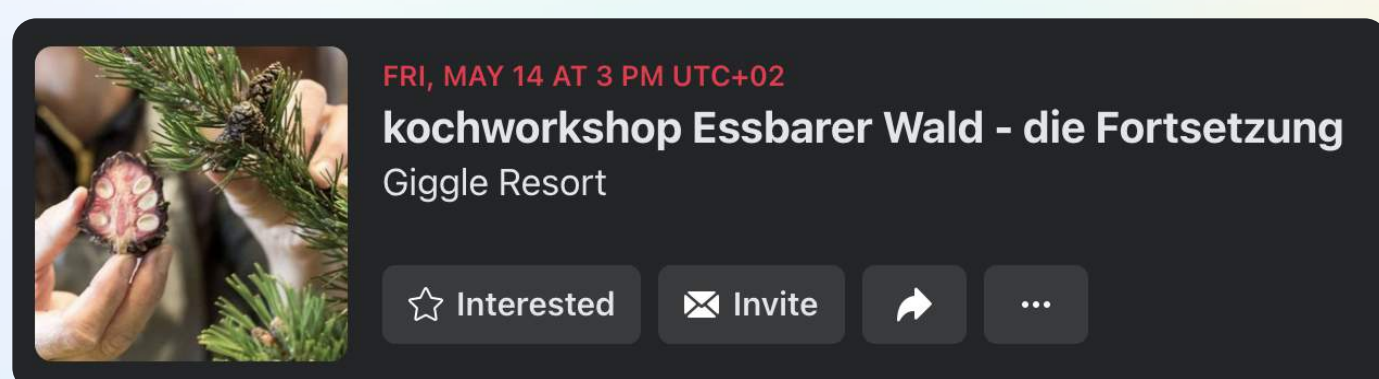 FRI, MAY 14 AT 3 PM UTC+02
kochworkshop Essbarer Wald - die Fortsetzung
Giggle Resort
Interested Invite